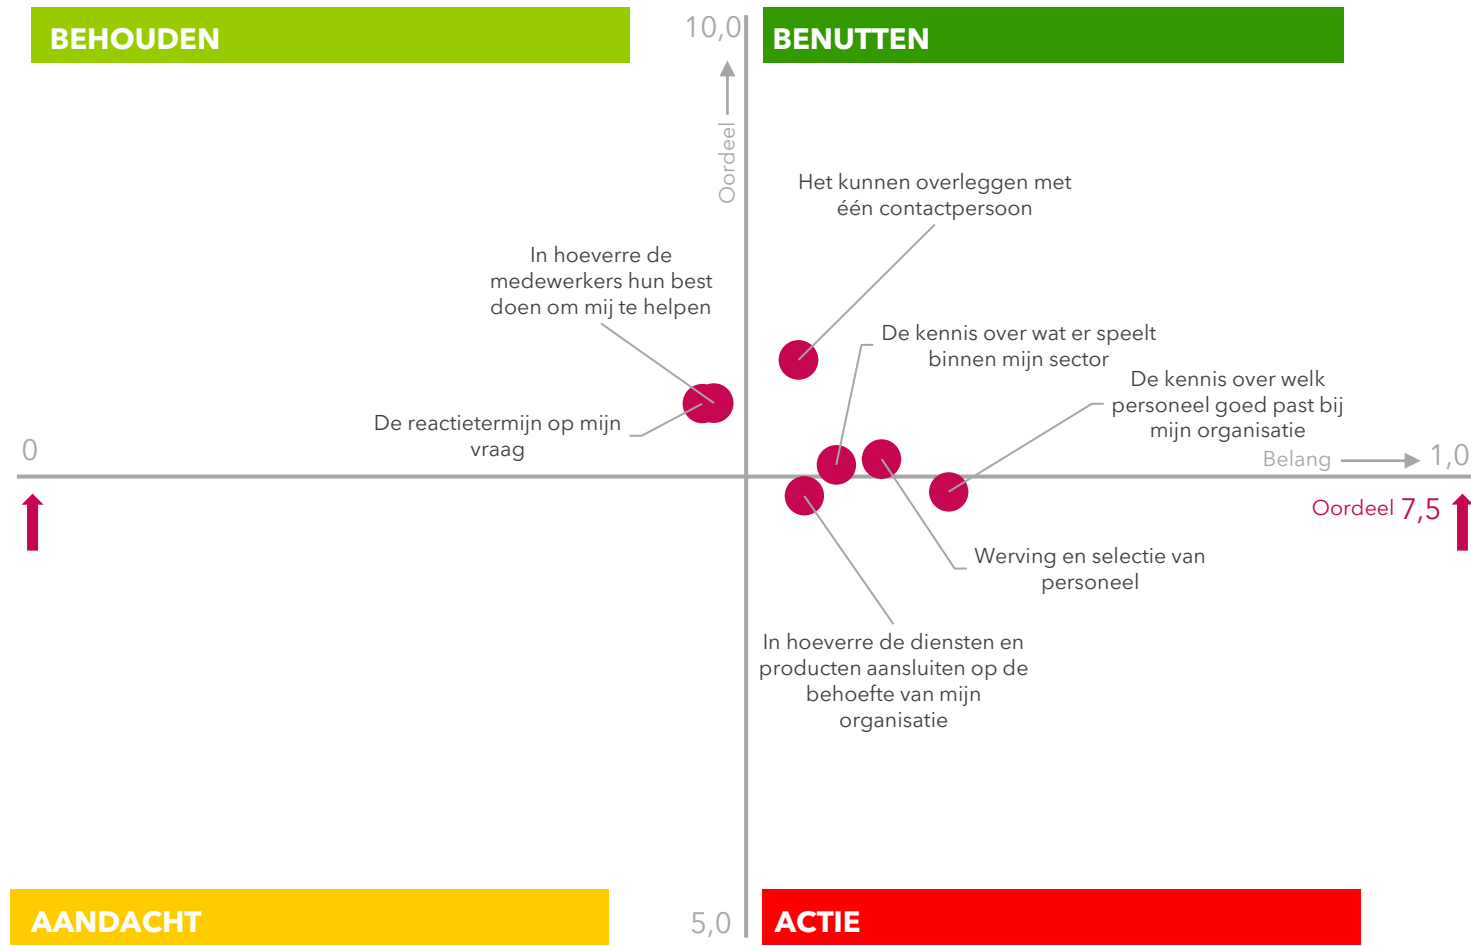 BEHOUDEN
10,0
BENUTTEN
Oordeel
Het kunnen overleggen met
één contactpersoon
In hoeverre de
medewerkers hun best
doen om mij te helpen
De kennis over wat er speelt
binnen mijn sector
De kennis over welk
personeel goed past bij
mijn organisatie
De reactietermijn op mijn
vraag
0
Belang
1,0
Oordeel 7,5
Werving en selectie van
personeel
In hoeverre de diensten en
producten aansluiten op de
behoefte van mijn
organisatie
AANDACHT
5,0
ACTIE